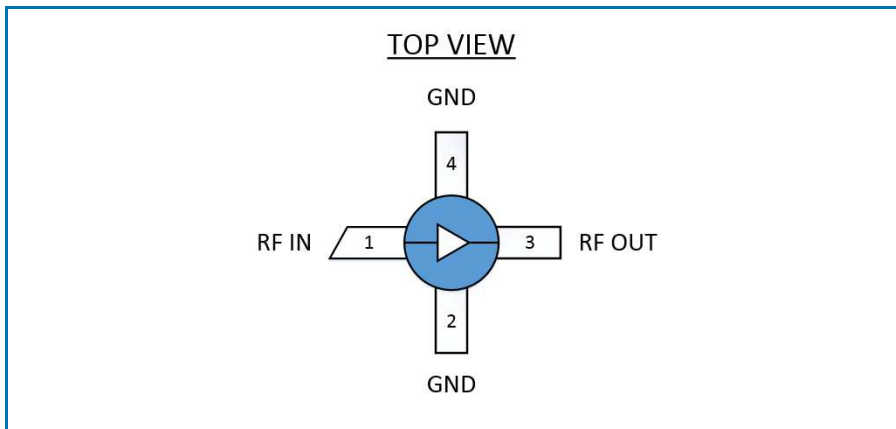 TOP VIEW
GND
4
RF IN 1 3 RF OUT
2
GND